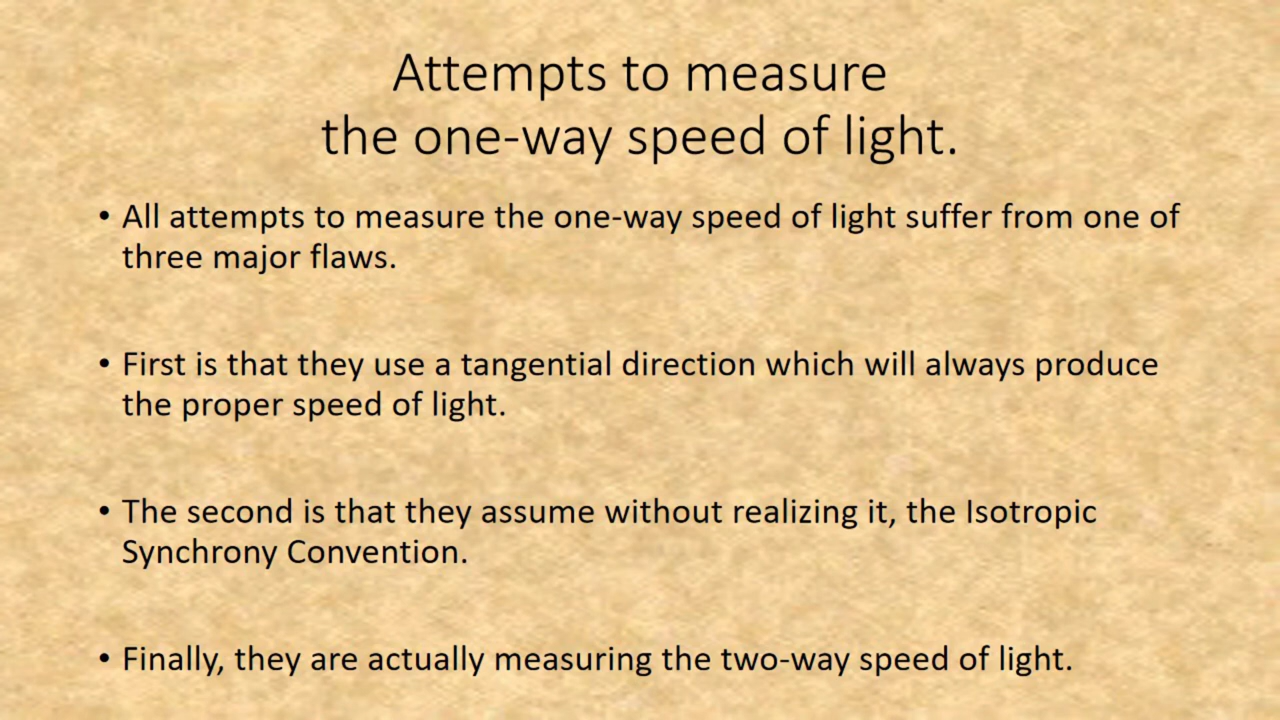 Attempts to measure
the one-way speed of light.
• All attempts to measure the one-way speed of light suffer from one of
three major flaws.
• First is that they use a tangential direction which will always produce
the proper speed of light.
• The second is that they assume without realizing it, the Isotropic
Synchrony Convention.
• Finally, they are actually measuring the two-way speed of light.